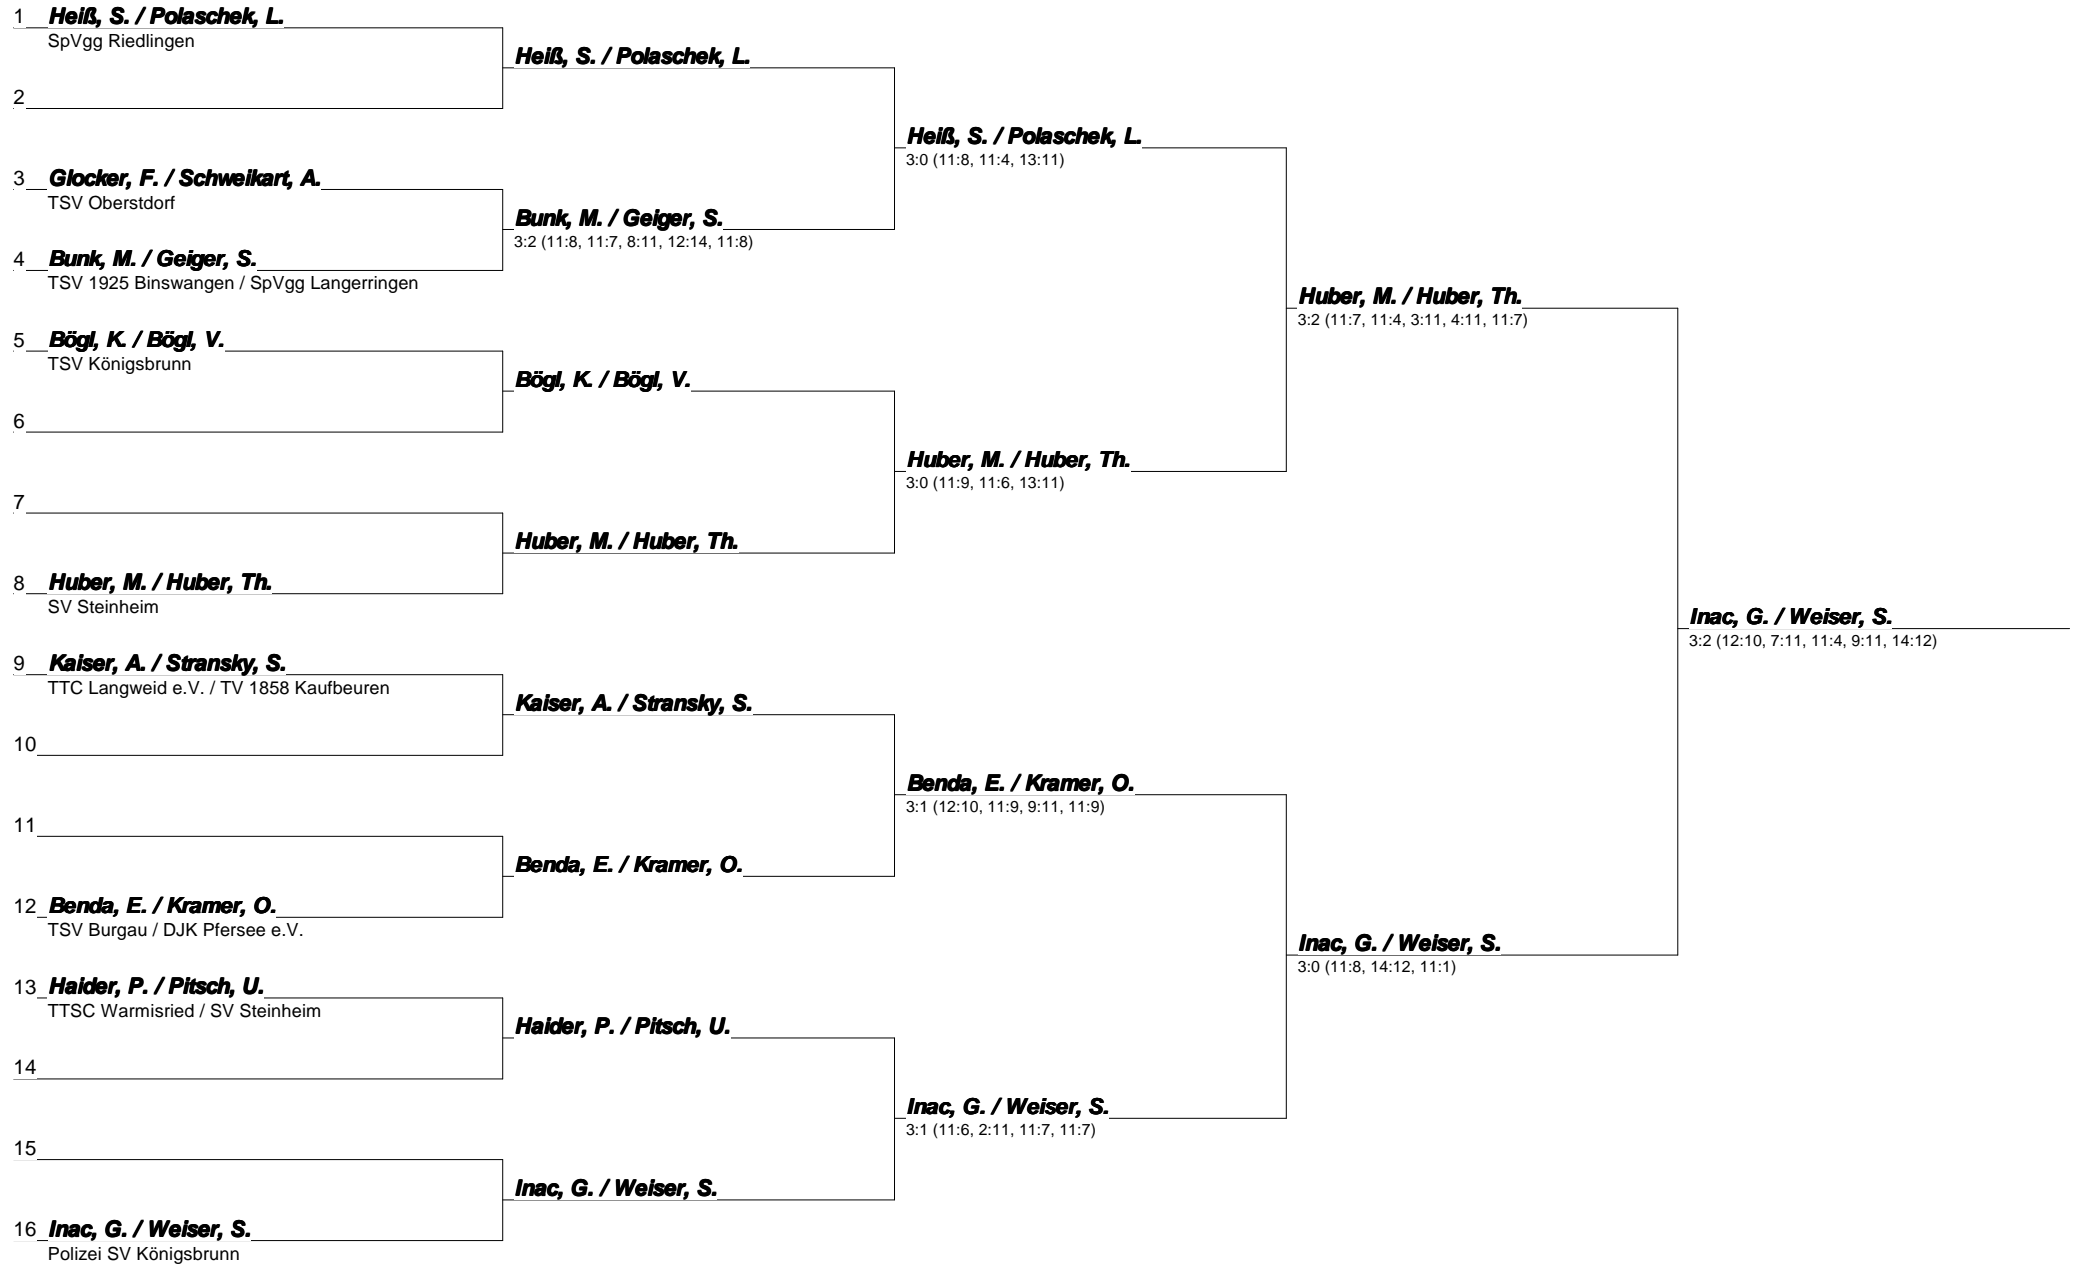 1 Heiß, S. / Polaschek, L.
SpVgg Riedlingen
Heiß, S. / Polaschek, L.
2
Heiß, S. / Polaschek, L.
3:0 (11:8, 11:4, 13:11)
3 Glocker, F. / Schweikart, A.
TSV Oberstdorf
Bunk, M. / Geiger, S.
3:2 (11:8, 11:7, 8:11, 12:14, 11:8)
4 Bunk, M. / Geiger, S.
TSV 1925 Binswangen / SpVgg Langerringen
Huber, M. / Huber, Th.
3:2 (11:7, 11:4, 3:11, 4:11, 11:7)
5 Bögl, K. / Bögl, V.
TSV Königsbrunn
Bögl, K. / Bögl, V.
6
Huber, M. / Huber, Th.
3:0 (11:9, 11:6, 13:11)
7
Huber, M. / Huber, Th.
8 Huber, M. / Huber, Th.
SV Steinheim
Inac, G. / Weiser, S.
3:2 (12:10, 7:11, 11:4, 9:11, 14:12)
9 Kaiser, A. / Stransky, S.
TTC Langweid e.V. / TV 1858 Kaufbeuren
Kaiser, A. / Stransky, S.
10
Benda, E. / Kramer, O.
3:1 (12:10, 11:9, 9:11, 11:9)
11
Benda, E. / Kramer, O.
12 Benda, E. / Kramer, O.
TSV Burgau / DJK Pfersee e.V.
Inac, G. / Weiser, S.
3:0 (11:8, 14:12, 11:1)
13 Haider, P. / Pitsch, U.
TTSC Warmisried / SV Steinheim
Haider, P. / Pitsch, U.
14
Inac, G. / Weiser, S.
3:1 (11:6, 2:11, 11:7, 11:7)
15
Inac, G. / Weiser, S.
16 Inac, G. / Weiser, S.
Polizei SV Königsbrunn